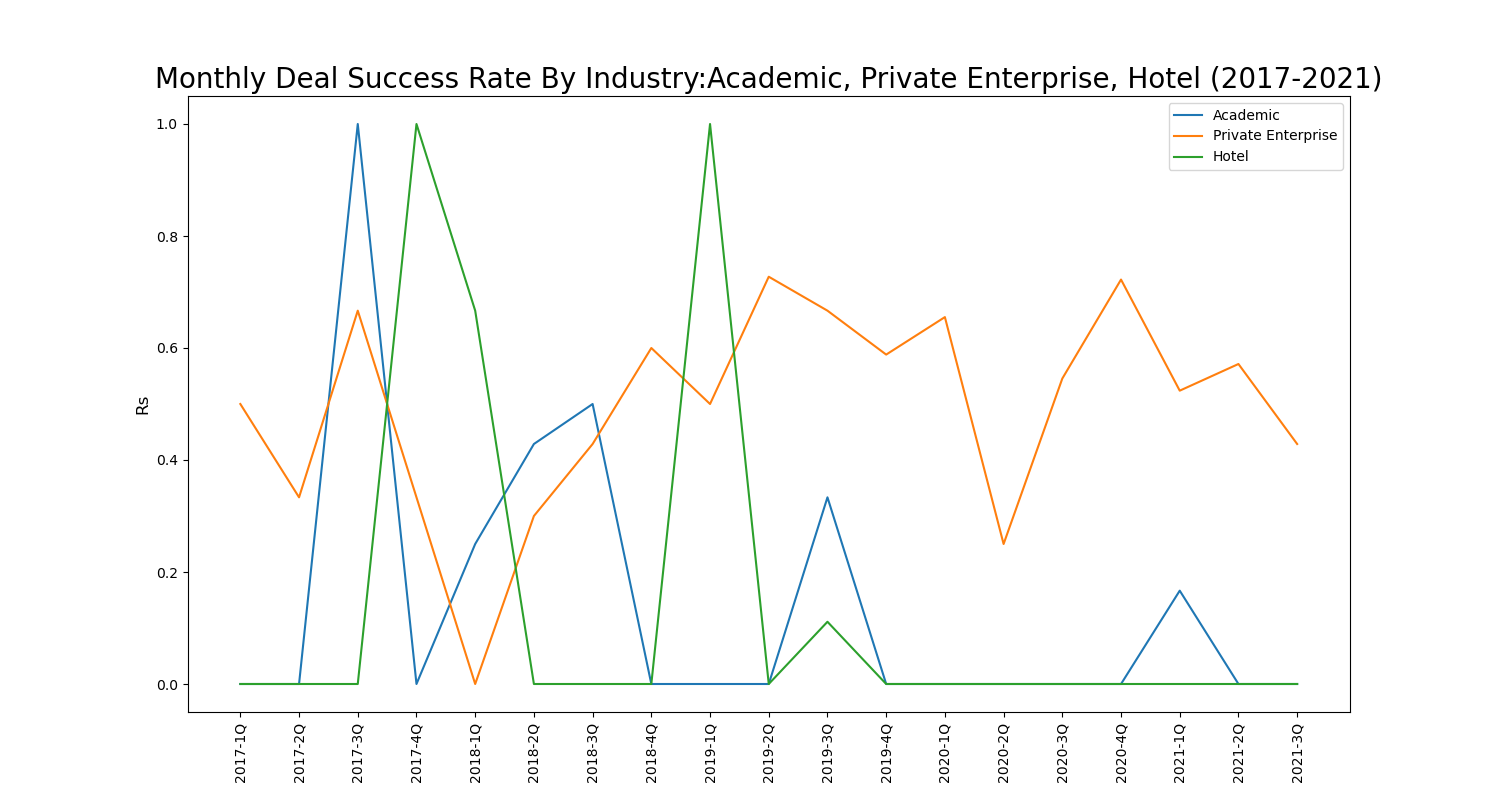 Monthly Deal Success Rate By Industry:Academic, Private Enterprise, Hotel (2017-2021)
Academic
Private Enterprise
Hotel
1.0
0.8
0.6
0.4
0.2
0.0
Rs
2017-1Q
2017-2Q
2017-3Q
2017-4Q
2018-1Q
2018-2Q
2018-3Q
2018-4Q
2019-1Q
2019-2Q
2019-3Q
2019-4Q
2020-1Q
2020-2Q
2020-3Q
2020-4Q
2021-1Q
2021-2Q
2021-3Q